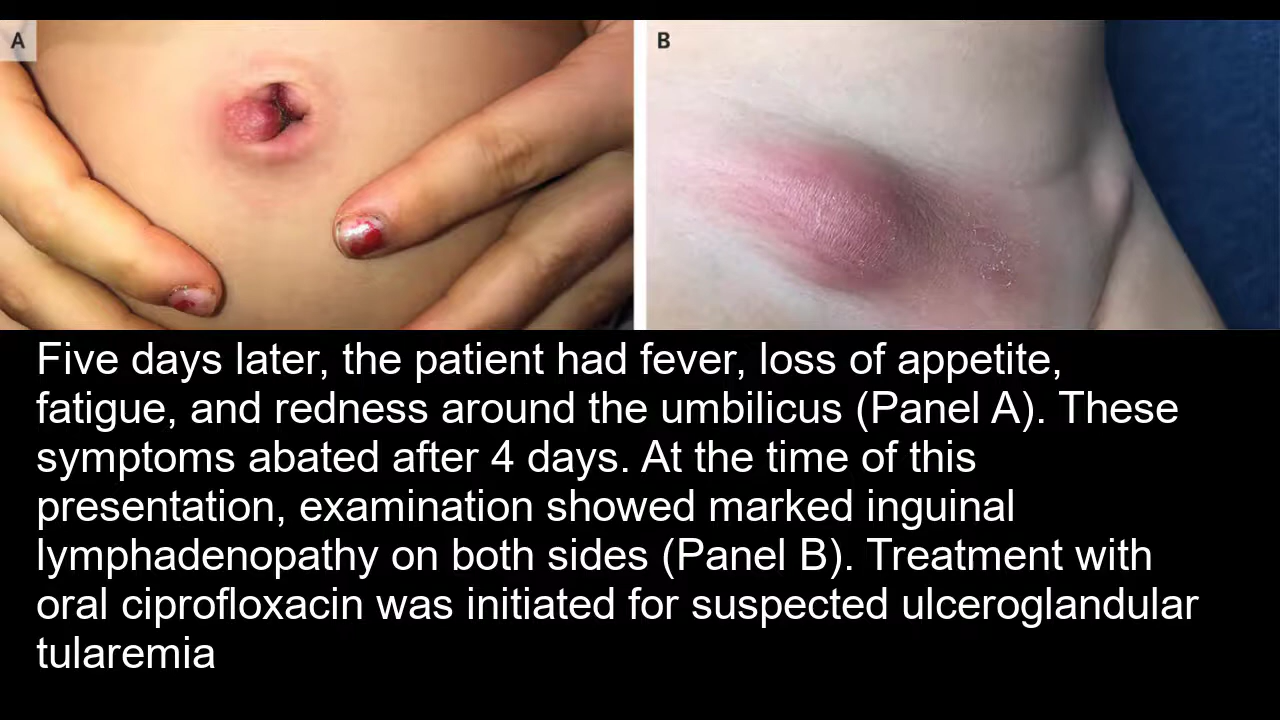 A
B
Five days later, the patient had fever, loss of appetite,
fatigue, and redness around the umbilicus (Panel A). These
symptoms abated after 4 days. At the time of this
presentation, examination showed marked inguinal
lymphadenopathy on both sides (Panel B). Treatment with
oral ciprofloxacin was initiated for suspected ulceroglandular
tularemia